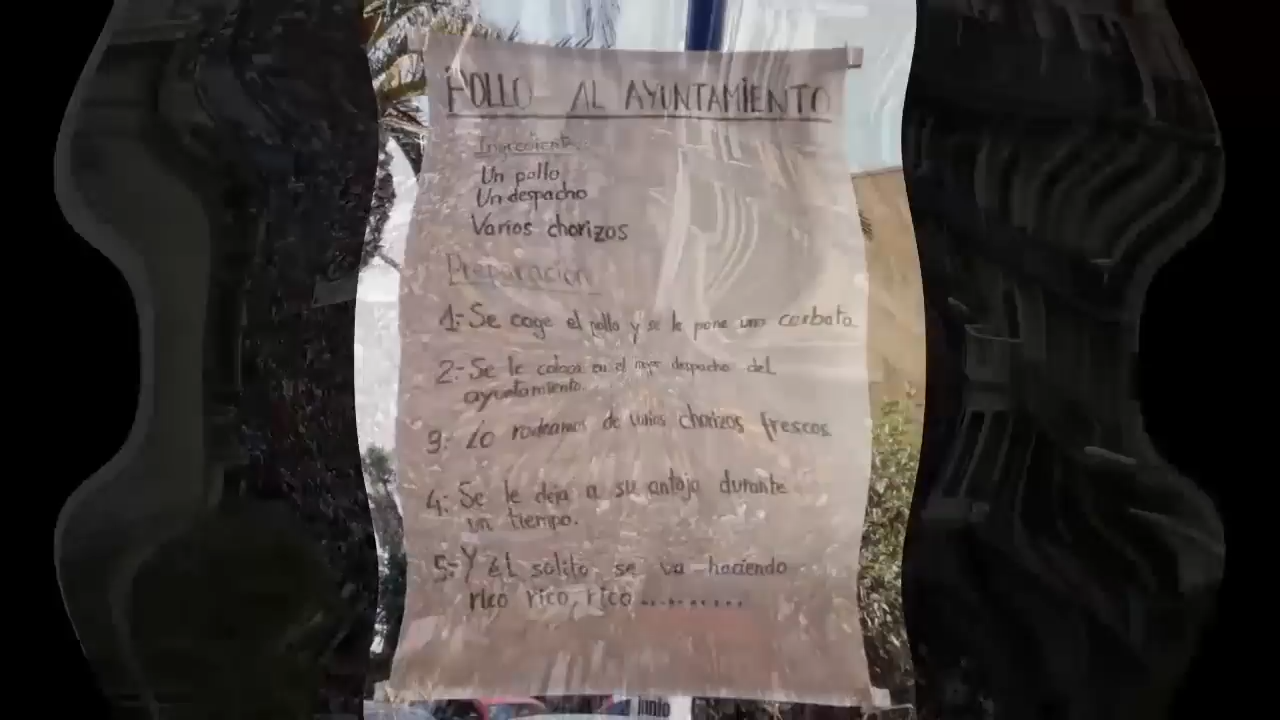 POLLO AL AYUNTAMIENTO
Ingredientes:
Un pollo
Un despacho
Varios chorizos
Preparación
1:- Se coge el pollo y se le pone una corbata
2:- Se le coloca en el mejor despacho del
ayuntamiento.
3: Lo rodeamos de varios chorizos frescos
4: Se le deja a su antojo durante
un tiempo.
5:- Y él solito se va haciendo
rico rico, rico.........
Junio